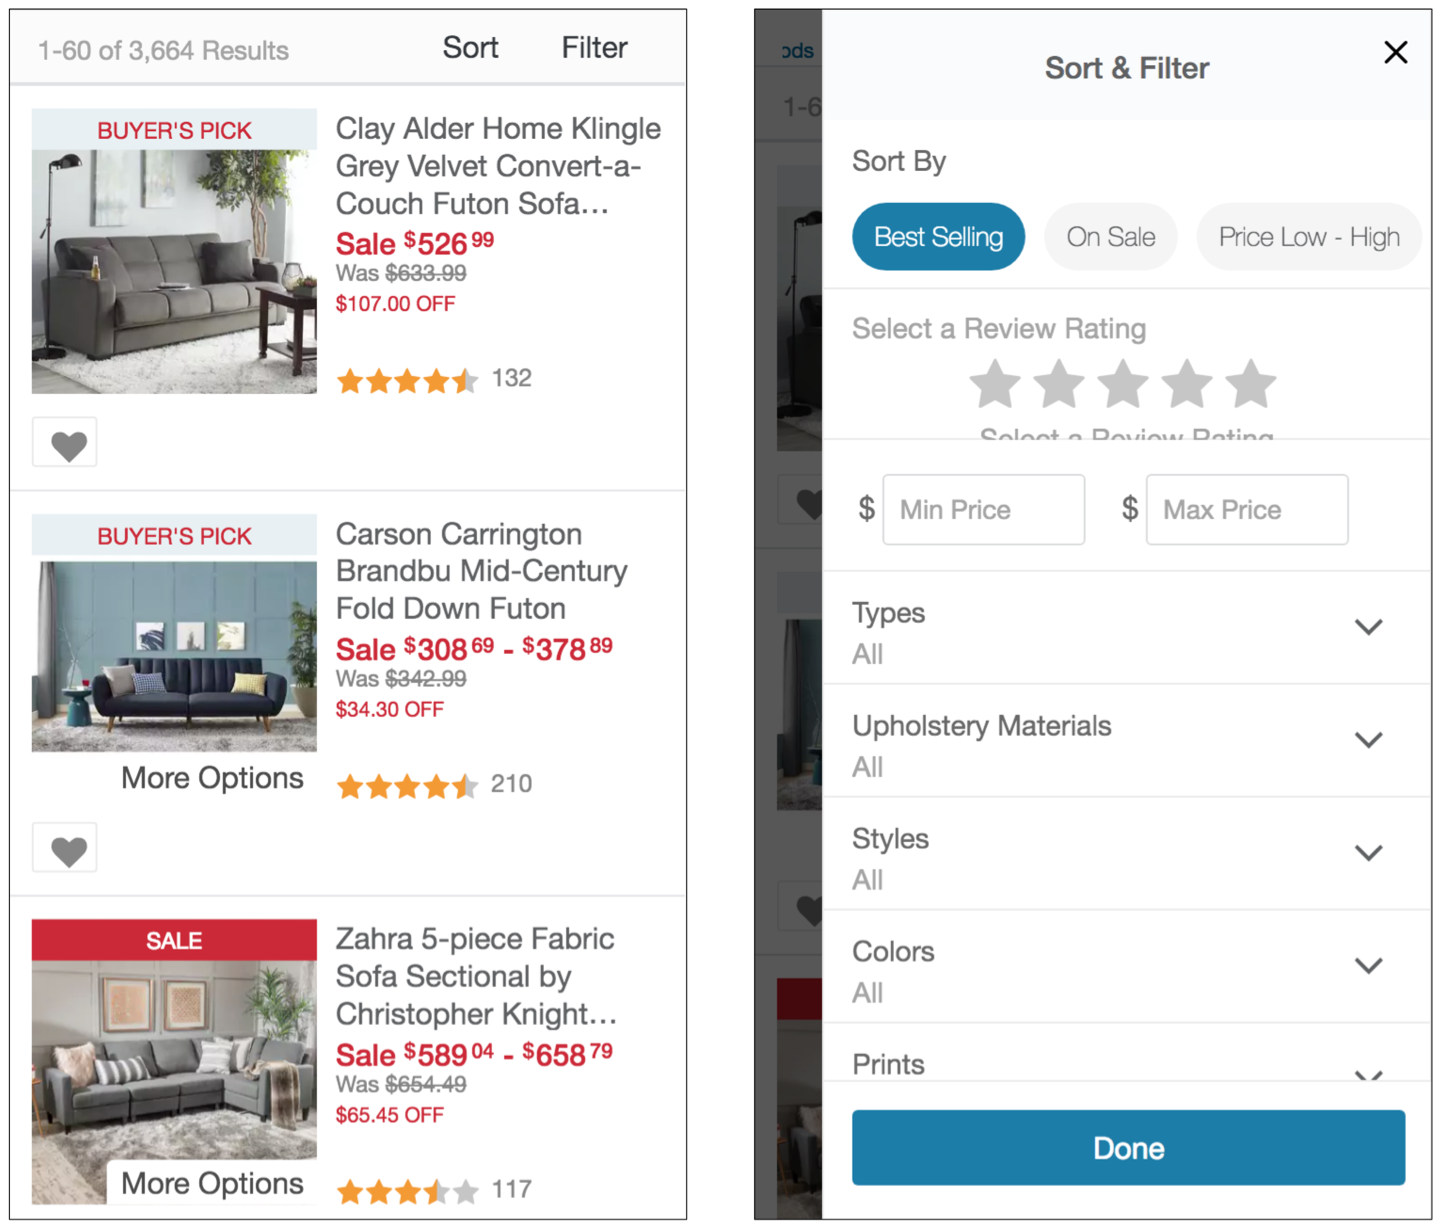 1-60 of 3,664 Results
Sort
Filter
BUYER'S PICK
Clay Alder Home Klingle
Grey Velvet Convert-a-
Couch Futon Sofa...
Sale $526 99
Was $633.99
$107.00 OFF
132
BUYER'S PICK
Carson Carrington
Brandbu Mid-Century
Fold Down Futon
Sale $308 69 - $378 89
Was $342.99
$34.30 OFF
More Options
210
SALE
Zahra 5-piece Fabric
Sofa Sectional by
Christopher Knight...
Sale $589 04 - $658 79
Was $654.49
$65.45 OFF
More Options
117
ods
1-6
Sort & Filter
Sort By
Best Selling
On Sale
Price Low - High
Select a Review Rating
Select a Review Rating
$ Min Price
$ Max Price
Types
All
Upholstery Materials
All
Styles
All
Colors
All
Prints
Done